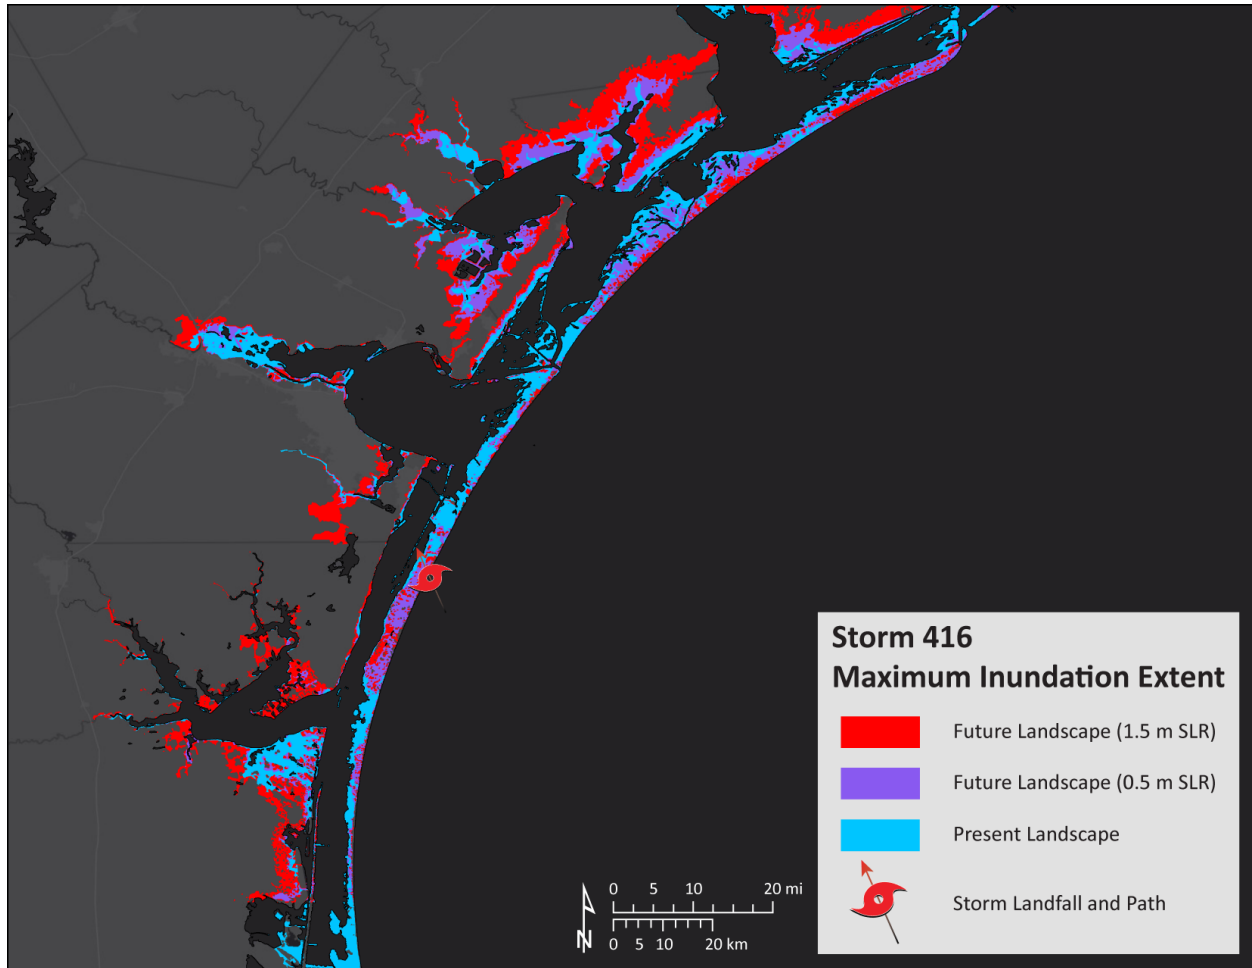 Storm 416
Maximum Inundation Extent
Future Landscape (1.5 m SLR)
Future Landscape (0.5 m SLR)
Present Landscape
Storm Landfall and Path
N
0 5 10 20 mi
0 5 10 20 km